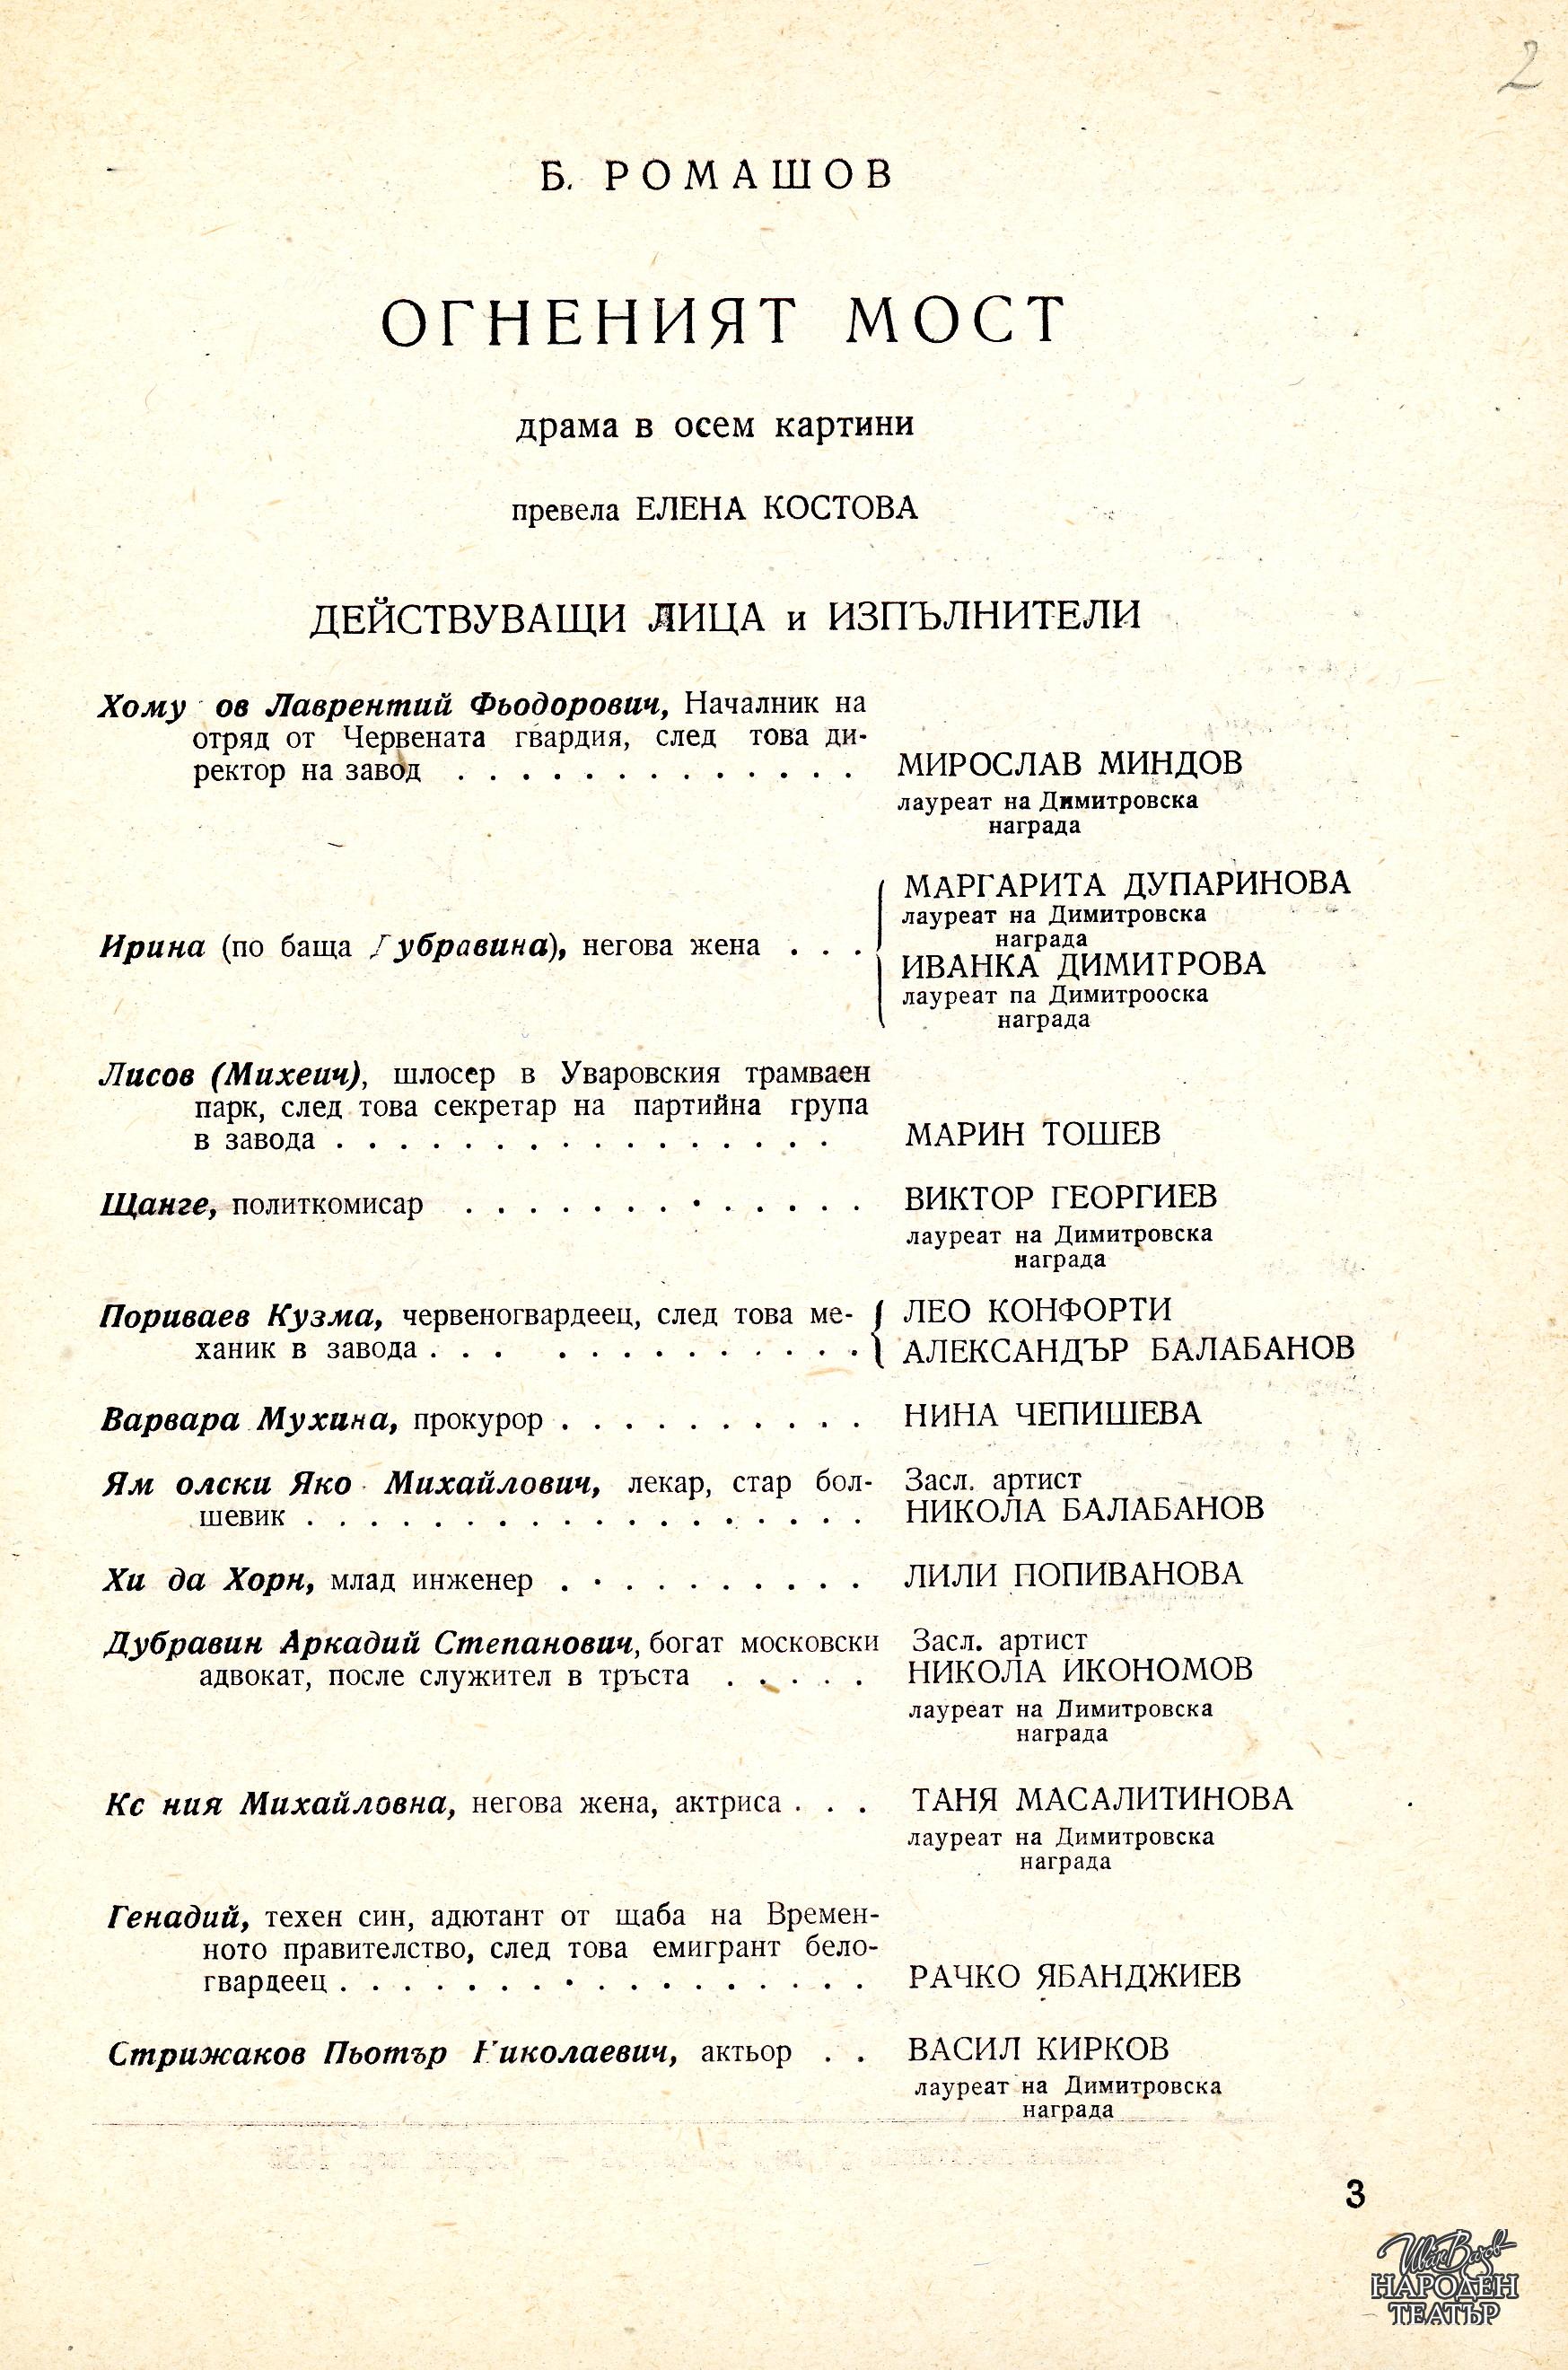 2
Б. РОМАШОВ
ОГНЕНИЯТ МОСТ
драма в осем картини
превела ЕЛЕНА КОСТОВА
ДЕЙСТВУВАЩИ ЛИЦА и ИЗПЪЛНИТЕЛИ
Хому ов Лаврентий Фьодорович, Началник на
отряд от Червената гвардия, след това ди-
ректор на завод . . . . . . . . . . . . . МИРОСЛАВ МИНДОВ
лауреат на Димитровска
награда
МАРГАРИТА ДУПАРИНОВА
лауреат на Димитровска
награда
Ирина (по баща Губравина), негова жена . . .
ИВАНКА ДИМИТРОВА
лауреат па Димитрооска
награда
Лисов (Михеич), шлосер в Уваровския трамваен
парк, след това секретар на партийна група
в завода . . . . . . . . . . . . . . . . МАРИН ТОШЕВ
Щанге, политкомисар . . . . . . . . . . . . . ВИКТОР ГЕОРГИЕВ
лауреат на Димитровска
награда
Пориваев Кузма, червеногвардеец, след това ме- ЛЕО КОНФОРТИ
ханик в завода . . . . . . . . . . . . . АЛЕКСАНДЪР БАЛАБАНОВ
Варвара Мухина, прокурор . . . . . . . . . . НИНА ЧЕПИШЕВА
Ям олски Яко Михайлович, лекар, стар бол- Засл. артист
шевик . . . . . . . . . . . . . . . . . . НИКОЛА БАЛАБАНОВ
Хи да Хорн, млад инженер . . . . . . . . . . ЛИЛИ ПОПИВАНОВА
Дубравин Аркадий Степанович, богат московски Засл. артист
адвокат, после служител в тръста . . . . . НИКОЛА ИКОНОМОВ
лауреат на Димитровска
награда
Кс ния Михайловна, негова жена, актриса . . . ТАНЯ МАСАЛИТИНОВА
лауреат на Димитровска
награда
Генадий, техен син, адютант от щаба на Времен-
ното правителство, след това емигрант бело-
гвардеец . . . . . . . . . . . . . . . . . РАЧКО ЯБАНДЖИЕВ
Стрижаков Пьотър Николаевич, актьор . . ВАСИЛ КИРКОВ
лауреат на Димитровска
награда
3
Иван Вазов
НАРОДЕН
ТЕАТЪР